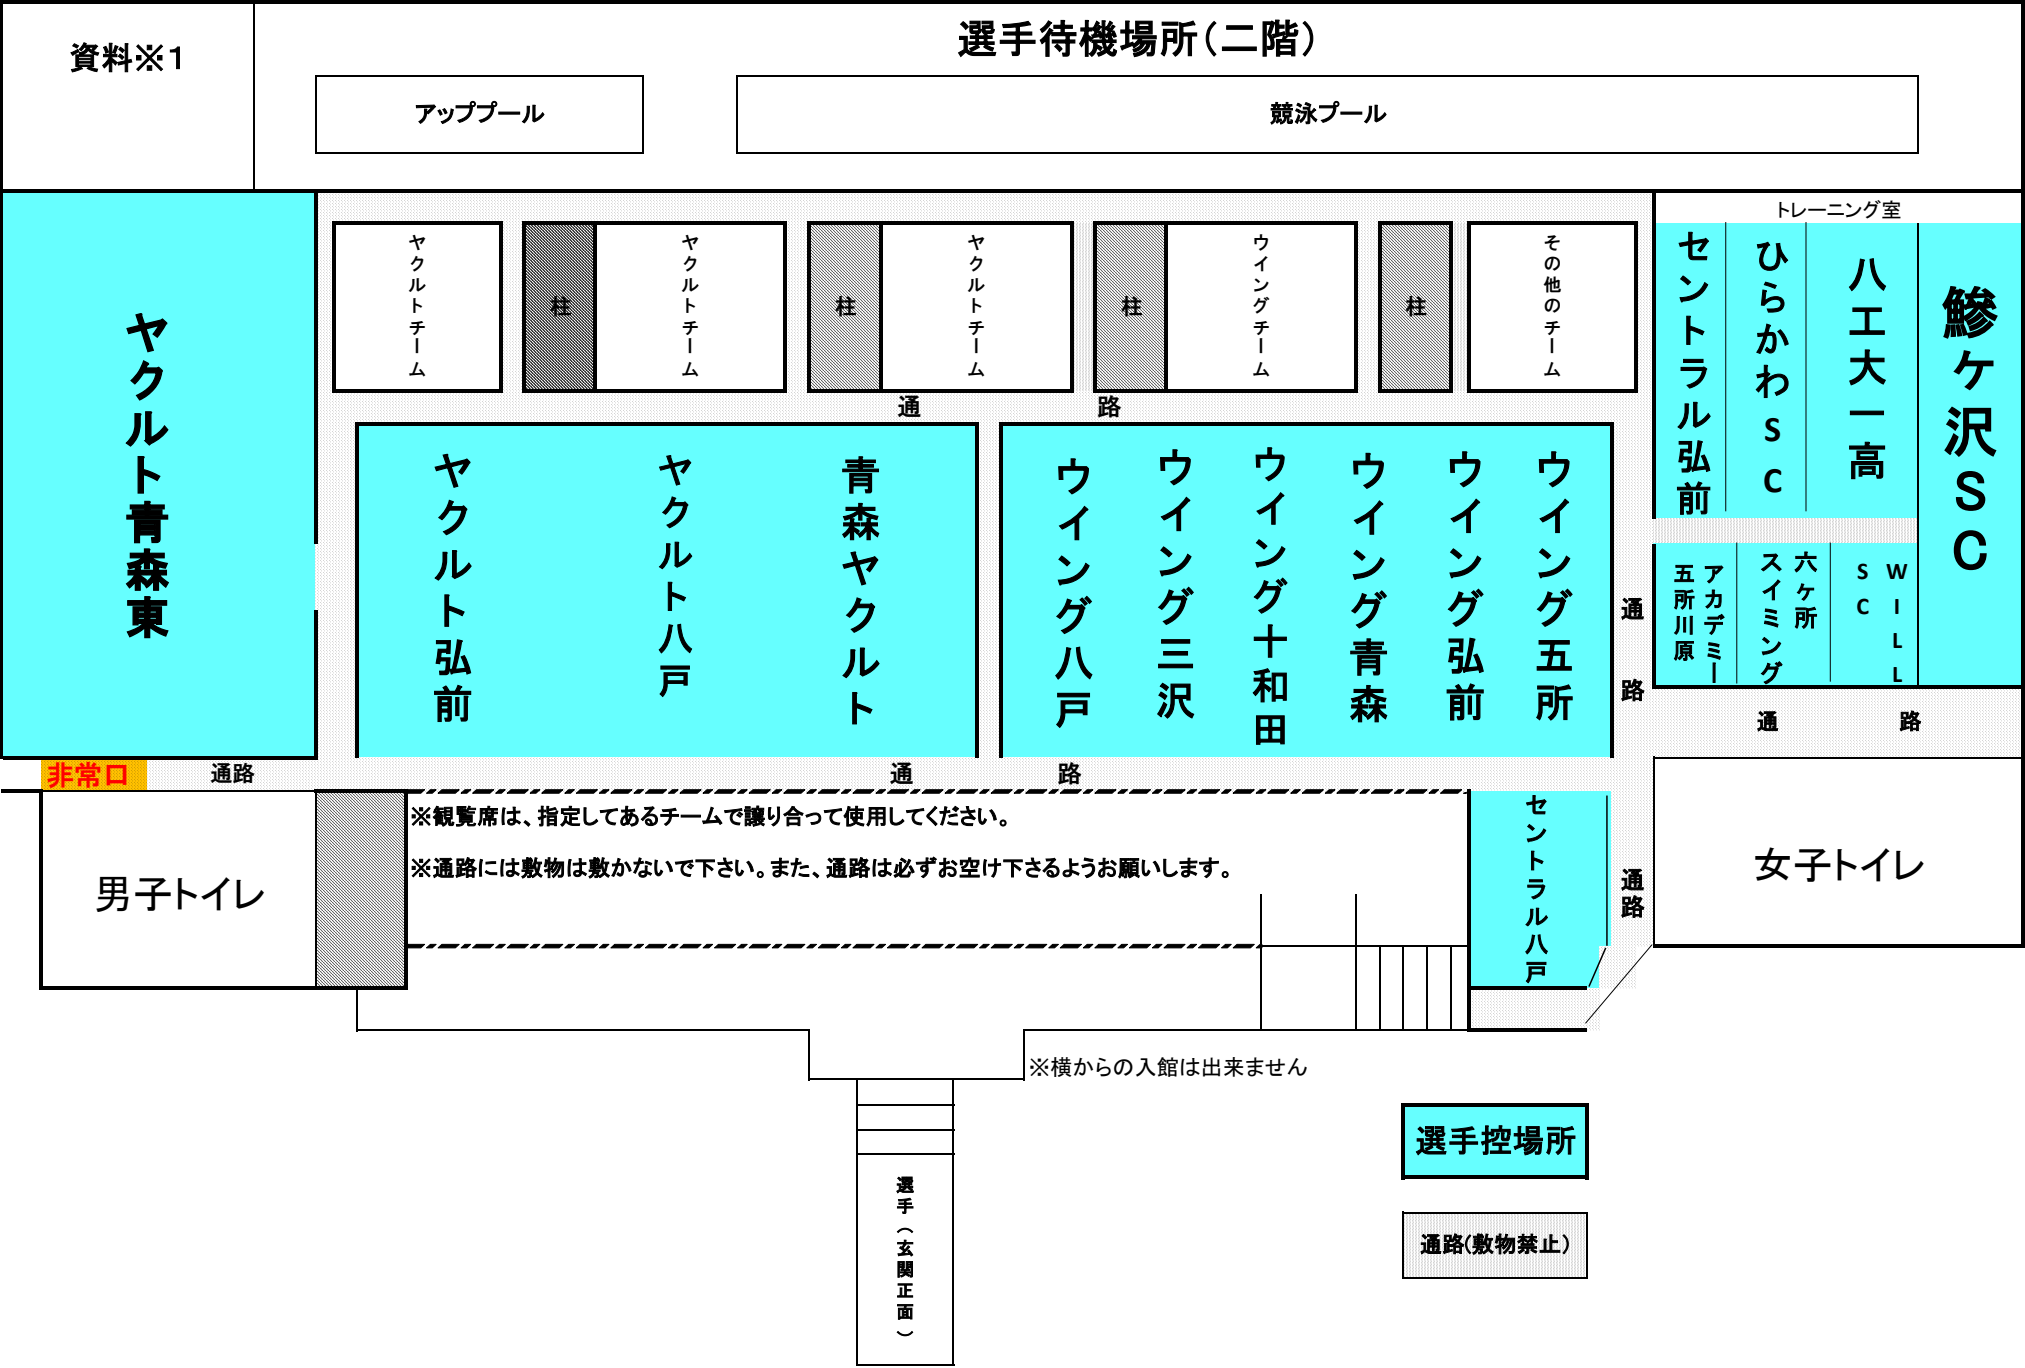 資料※１
選手待機場所（二階）
アッププール
競泳プール
トレーニング室
ヤクルト青森東
ヤクルトチーム
柱
ヤクルトチーム
柱
ヤクルトチーム
柱
ウイングチーム
柱
その他のチーム
セントラル弘前
ひらかわSC
八工大一高
鰺ヶ沢SC
通路
ヤクルト弘前
ヤクルト八戸
青森ヤクルト
ウイング八戸
ウイング三沢
ウイング十和田
ウイング青森
ウイング弘前
ウイング五所
通路
アカデミー
五所川原
六ヶ所
スイミング
WILL
SC
通路
非常口
通路
通路
※観覧席は、指定してあるチームで譲り合って使用してください。
※通路には敷物は敷かないで下さい。また、通路は必ずお空け下さるようお願いします。
男子トイレ
セントラル八戸
通路
女子トイレ
※横からの入館は出来ません
選手控場所
通路(敷物禁止)
選手（玄関正面）